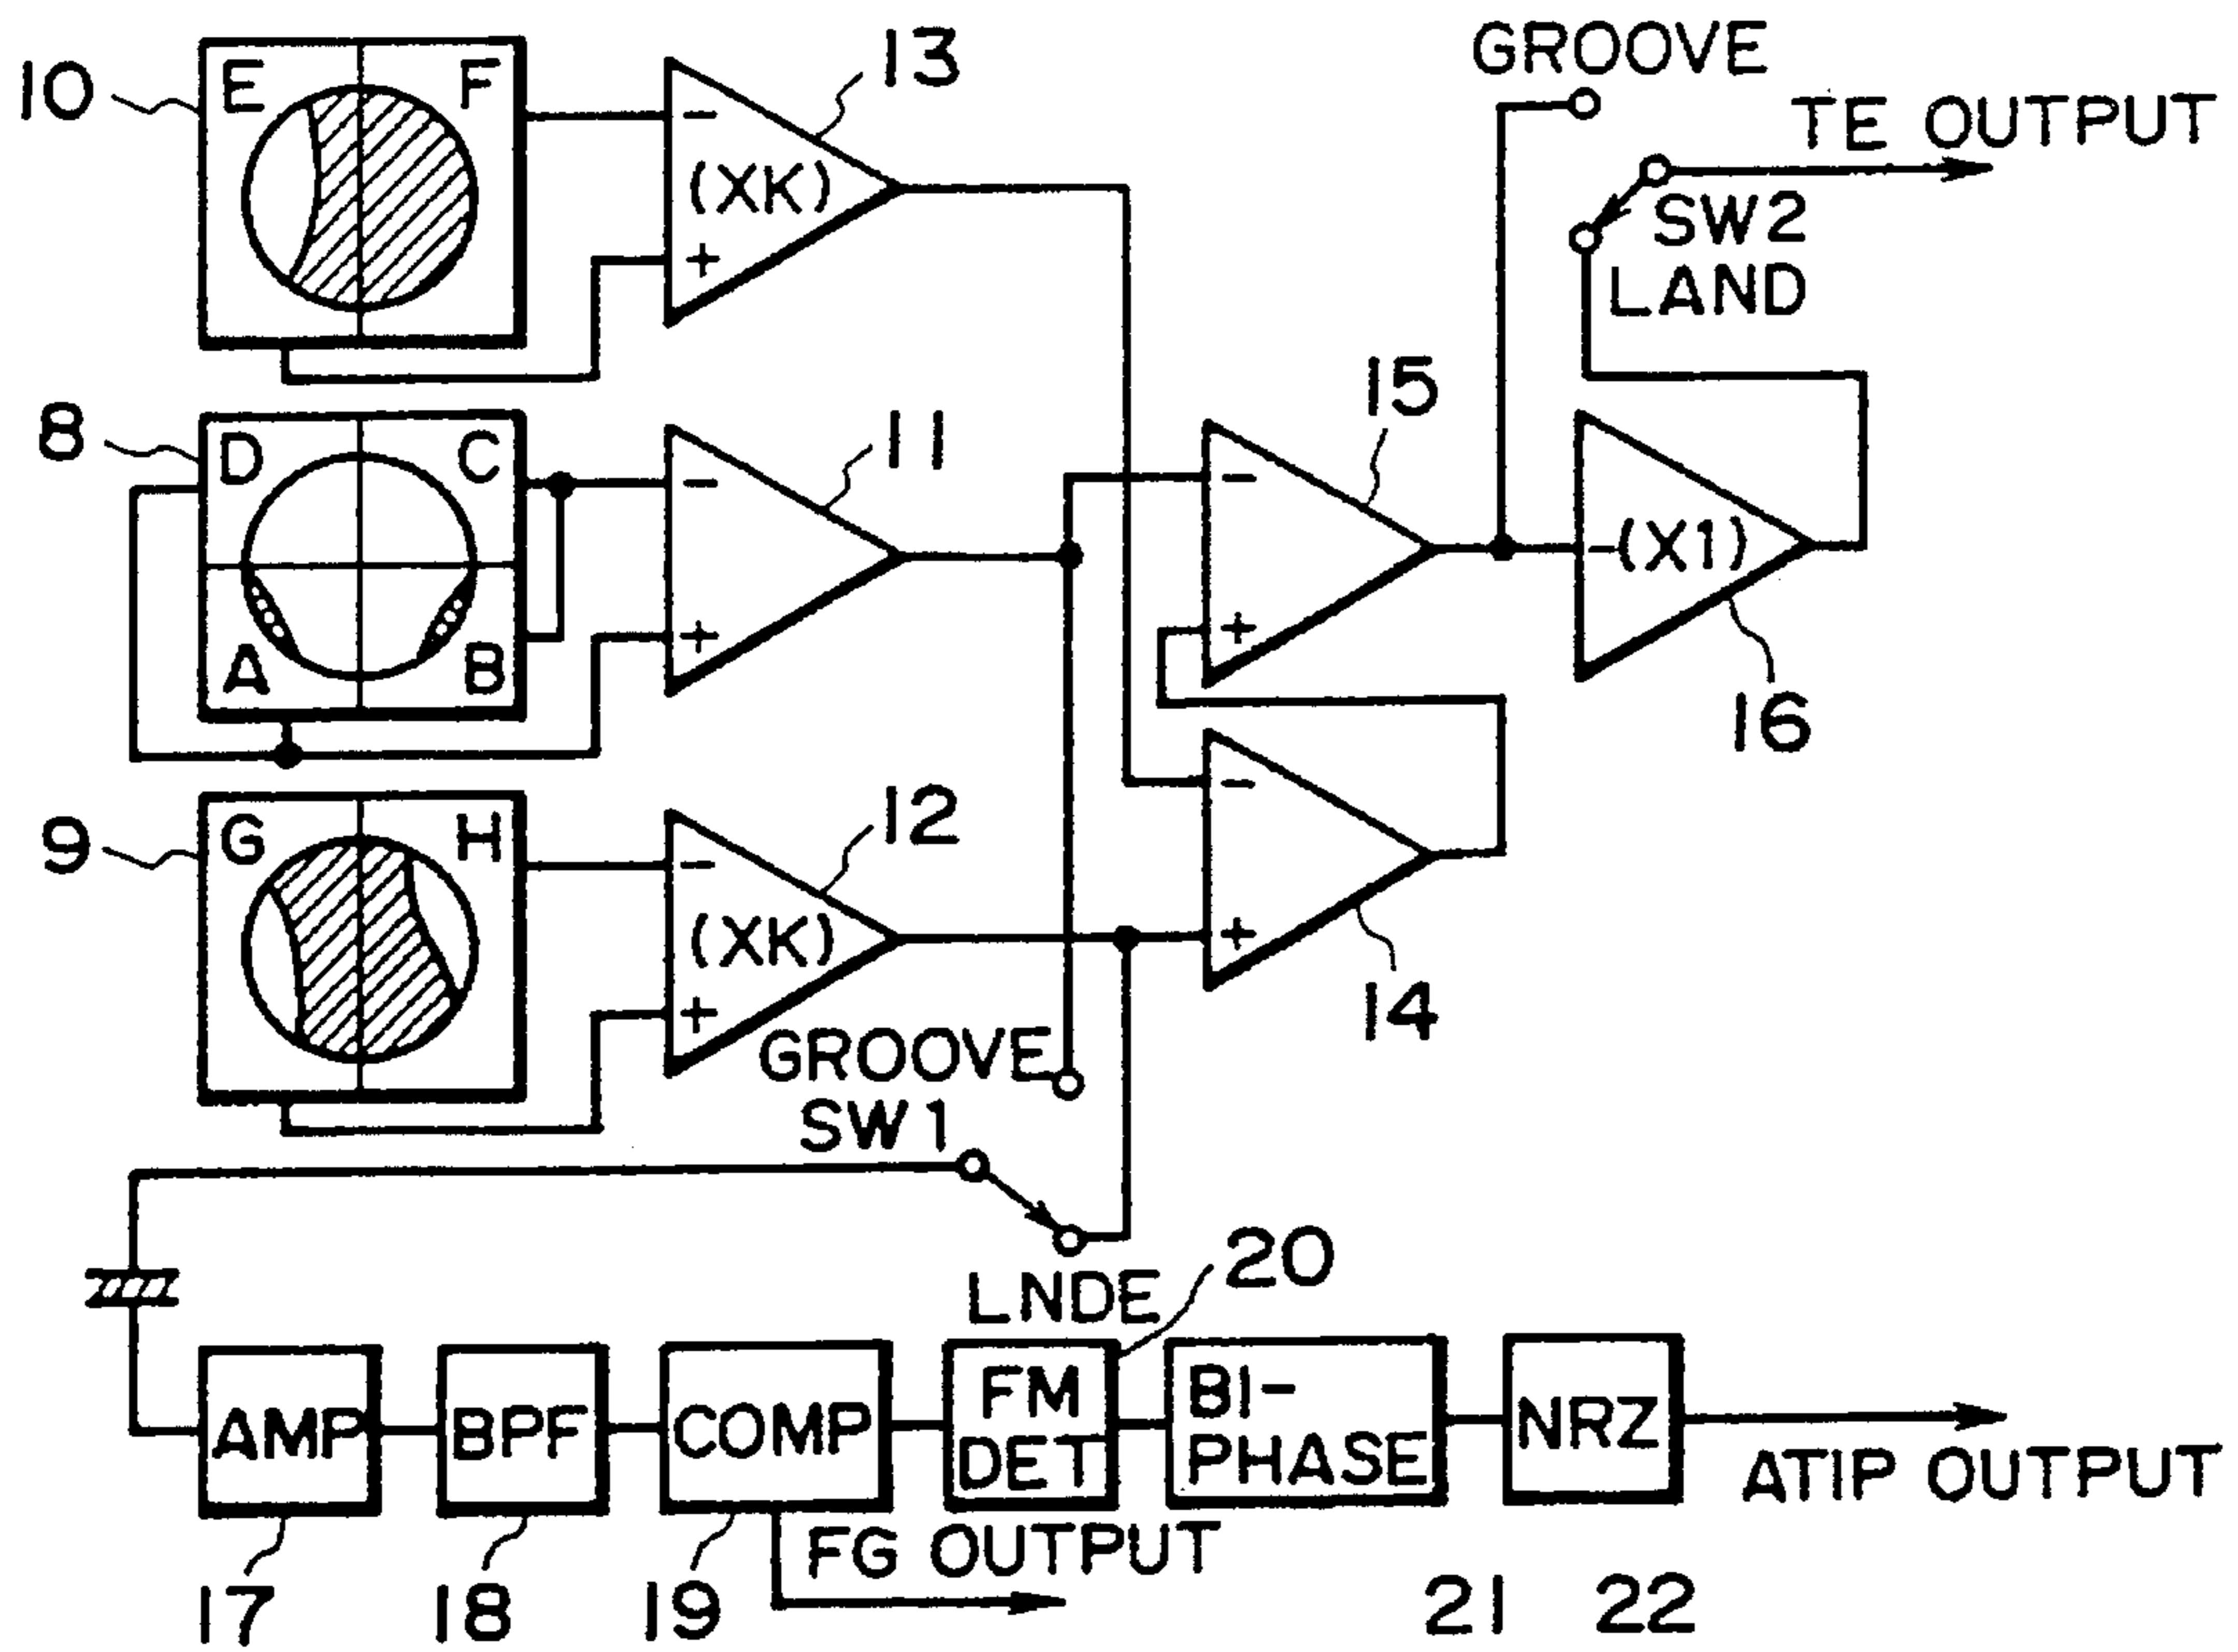 GROOVE
10
E
F
13
-
(XK)
+
TE OUTPUT
SW2
LAND
8
D
C
A
B
11
-
+
15
-
+
-(X1)
16
9
G
H
12
-
(XK)
+
-
+
14
GROOVE
SW1
LNDE
20
AMP
BPF
COMP
FM
DET
BI-
PHASE
NRZ
ATIP OUTPUT
FG OUTPUT
17
18
19
21
22